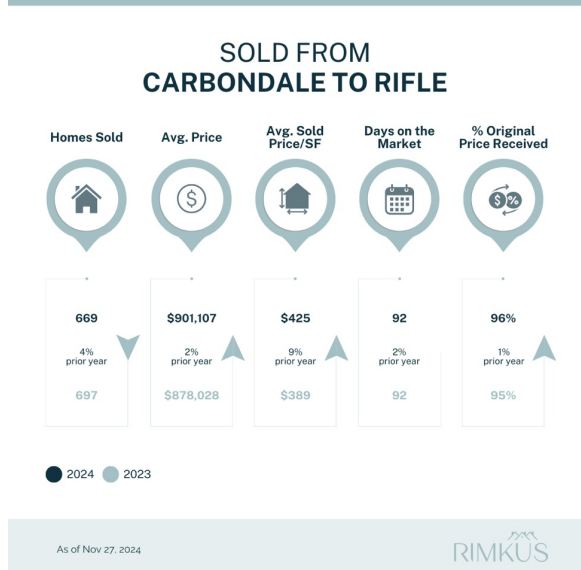 SOLD FROM
CARBONDALE TO RIFLE
Homes Sold
Avg. Price
Avg. Sold
Price/SF
Days on the
Market
% Original
Price Received
$
$ %
669
$901,107
$425
92
96%
4%
prior year
2%
prior year
9%
prior year
2%
prior year
1%
prior year
697
$878,028
$389
92
95%
2024
2023
As of Nov 27, 2024
RIMKUS